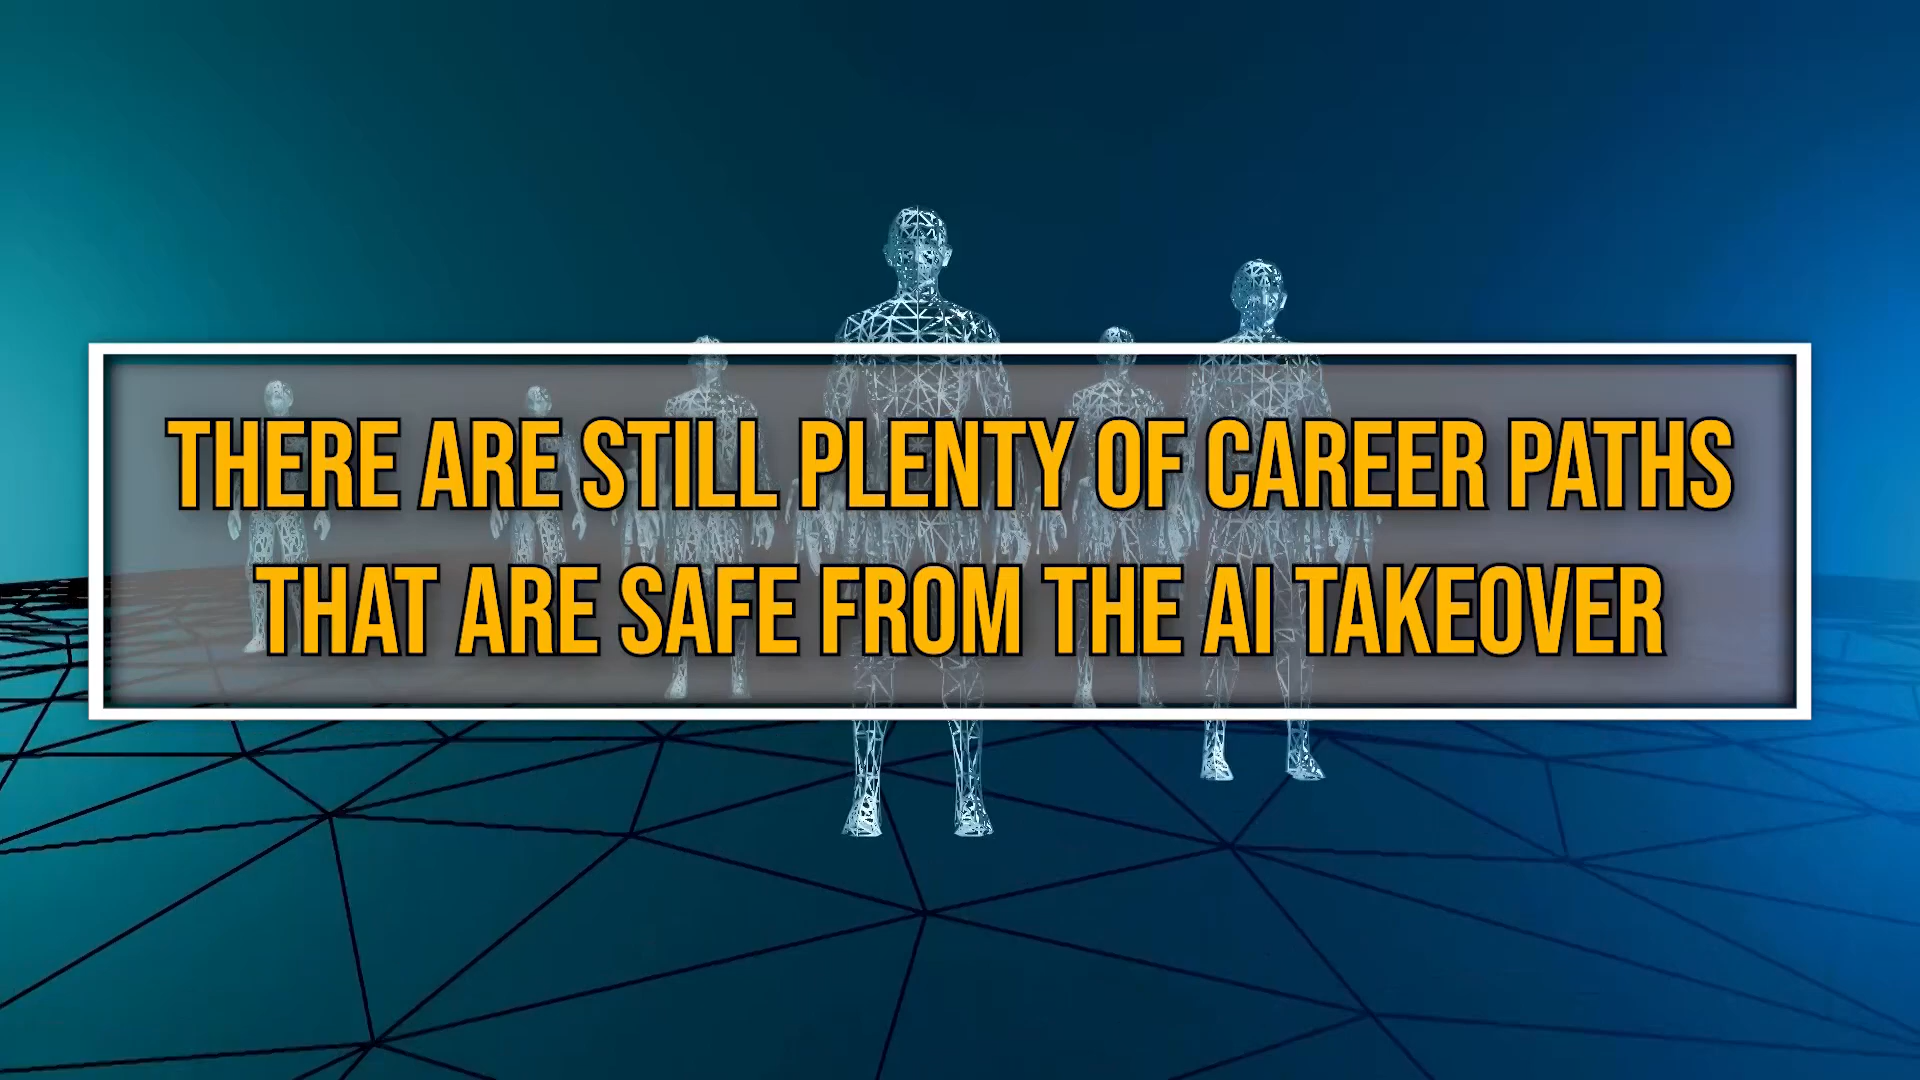 THERE ARE STILL PLENTY OF CAREER PATHS
THAT ARE SAFE FROM THE AI TAKEOVER